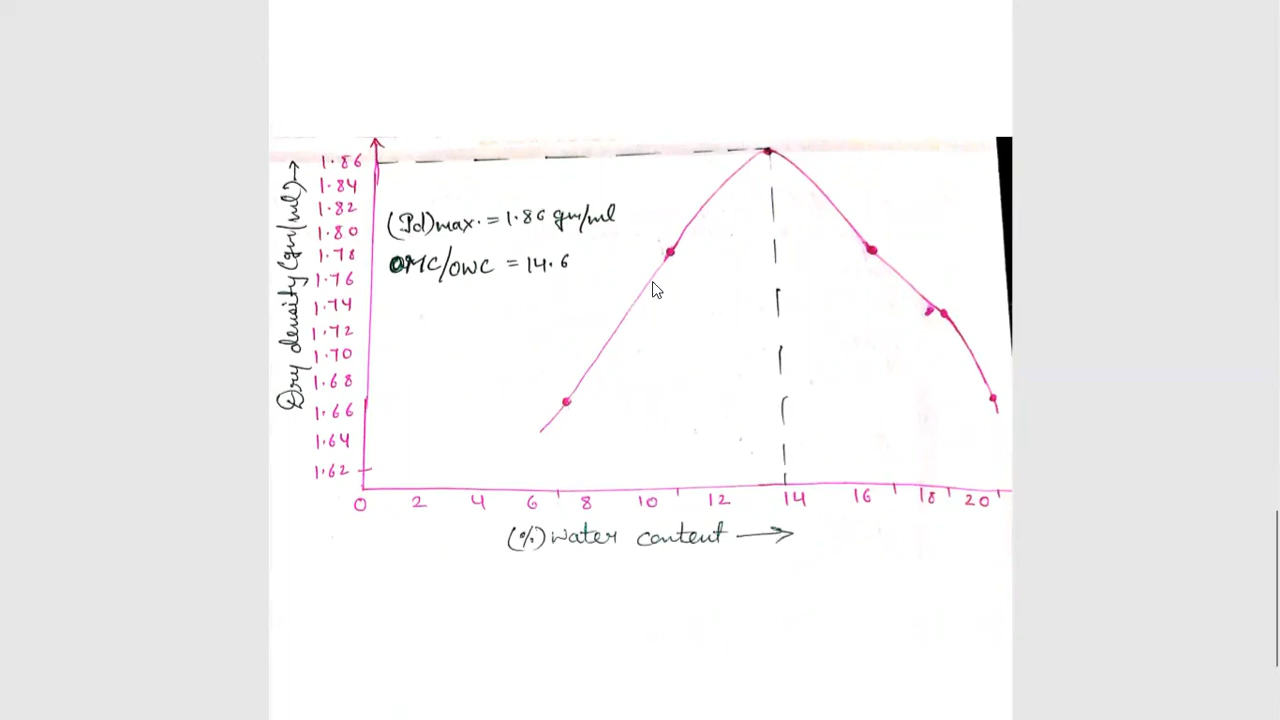 Dry density (gm/ml) →
1.86
1.84
1.82
1.80
1.78
1.76
1.74
1.72
1.70
1.68
1.66
1.64
1.62
(ρd)max. = 1.86 gm/ml
OMC/OWC = 14.6
0 2 4 6 8 10 12 14 16 18 20
(%) water content →